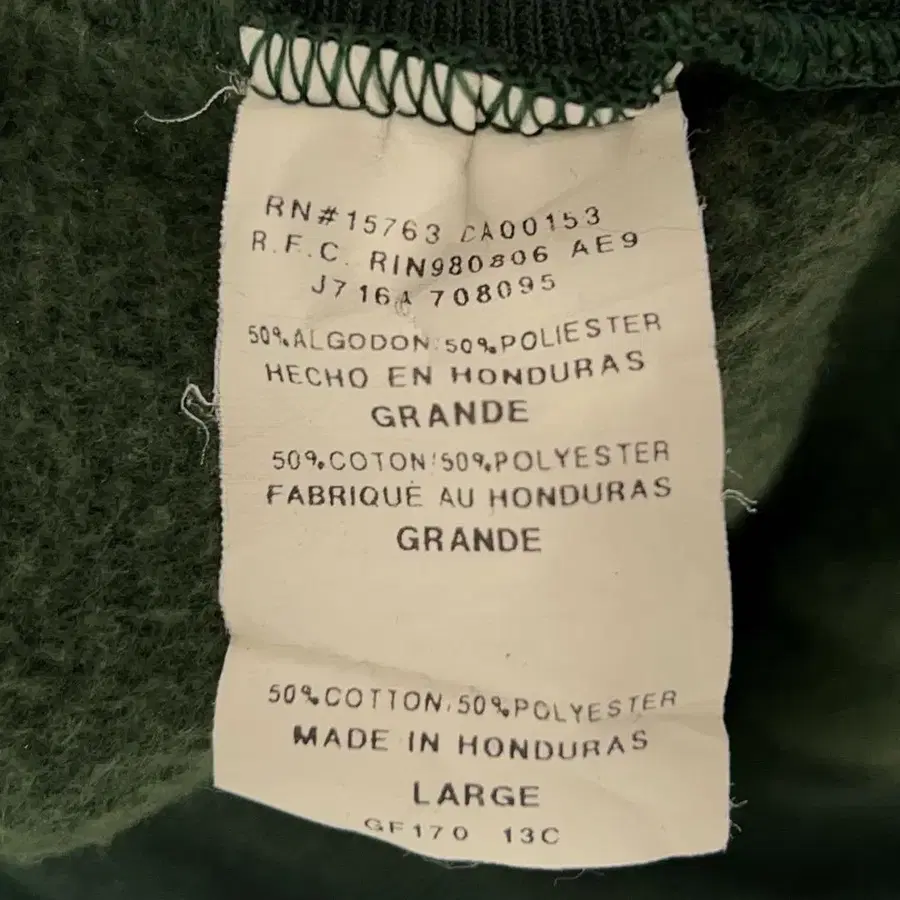 RN#15763 CA00153
R.F.C. RIN980806 AE9
J716A 708095
50%ALGODON/50%POLIESTER
HECHO EN HONDURAS
GRANDE
50%COTON/50%POLYESTER
FABRIQUÉ AU HONDURAS
GRANDE
50%COTTON/50%POLYESTER
MADE IN HONDURAS
LARGE
GF170 13C